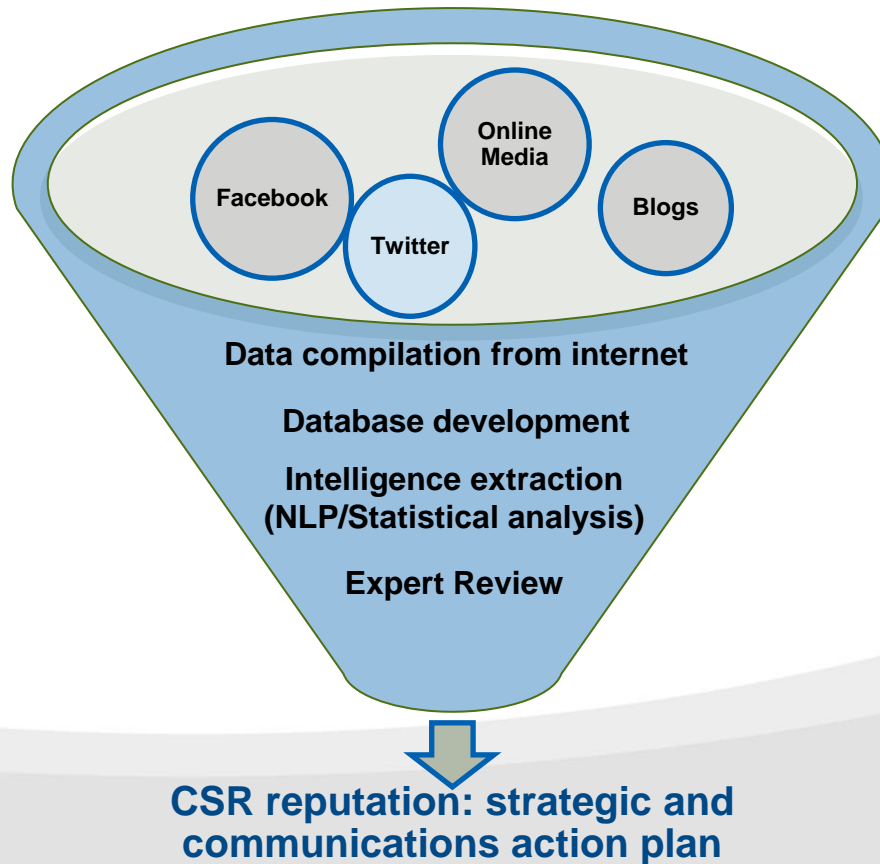 Online
Media
Facebook
Blogs
Twitter
Data compilation from internet
Database development
Intelligence extraction
(NLP/Statistical analysis)
Expert Review
CSR reputation: strategic and
communications action plan